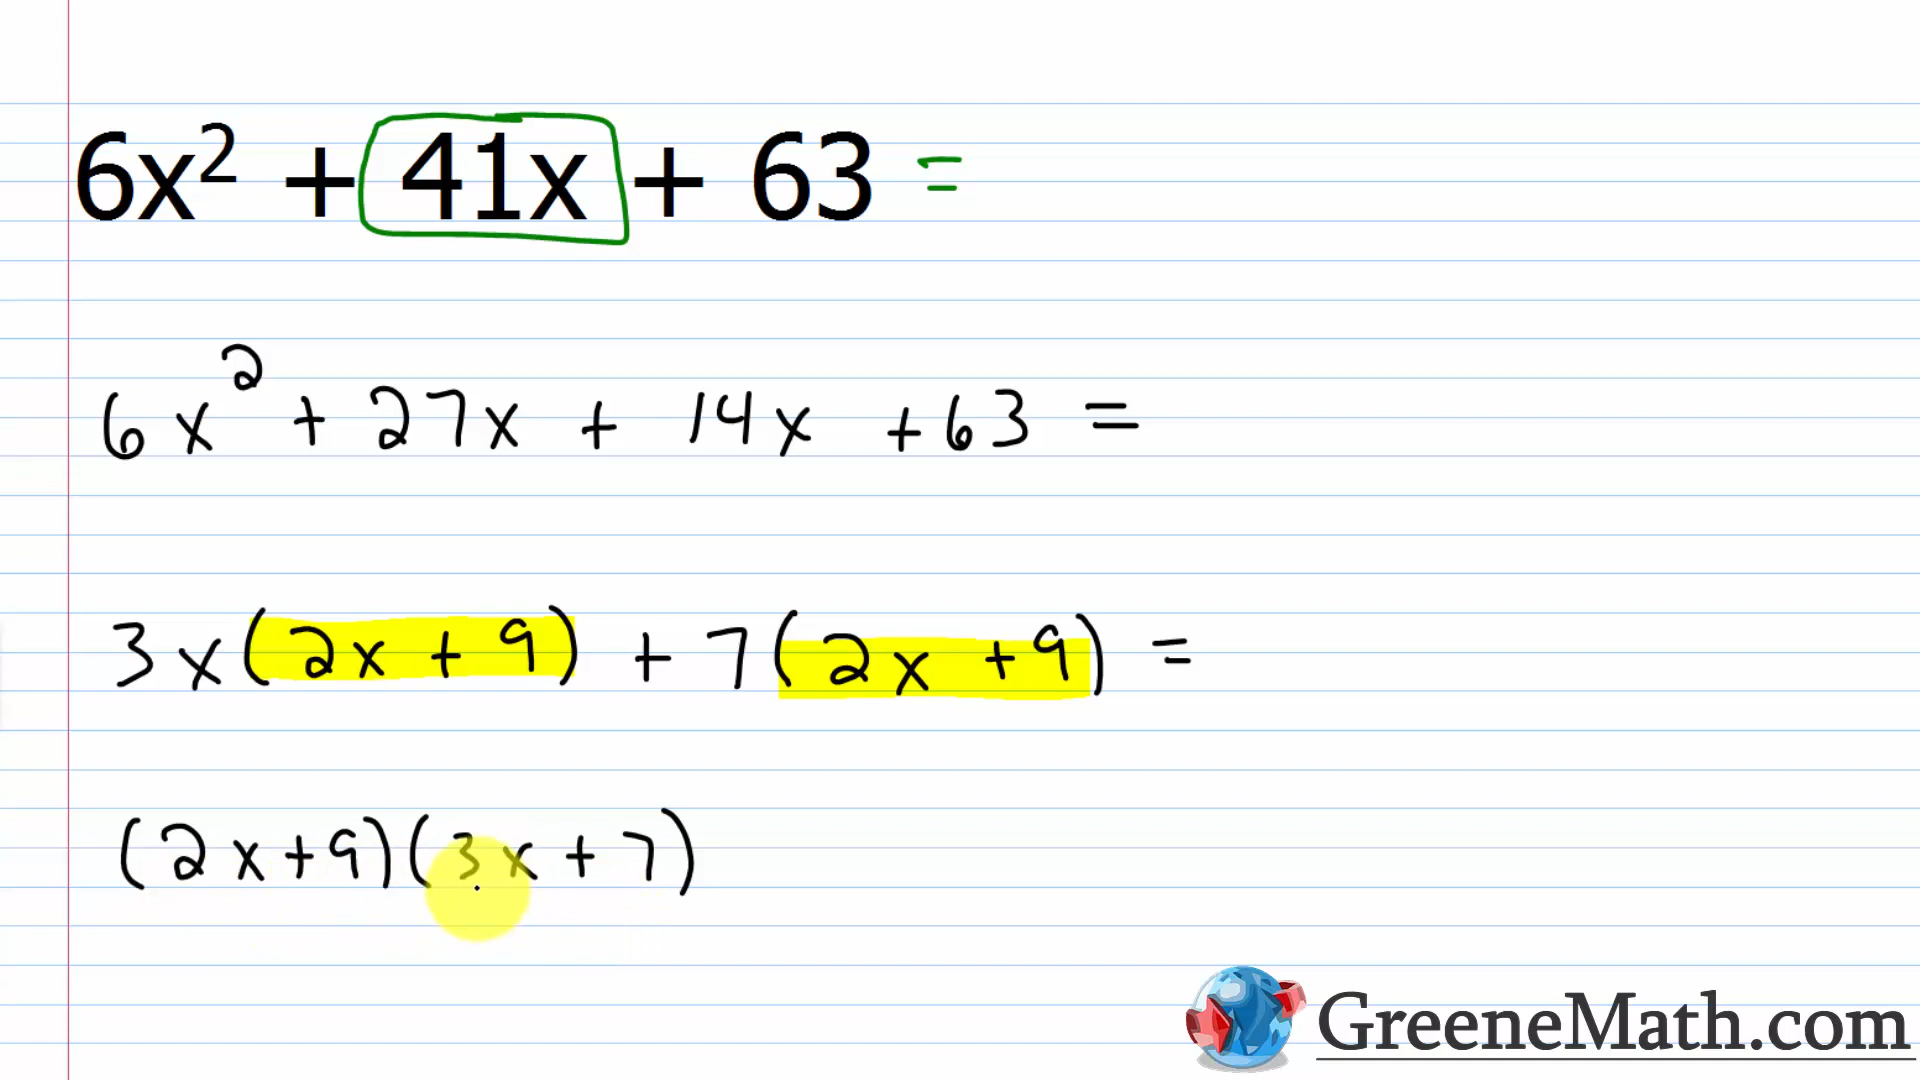 6x² + 41x + 63 =
6x² + 27x + 14x + 63 =
3x(2x + 9) + 7(2x + 9) =
(2x+9)(3x + 7)
GreeneMath.com